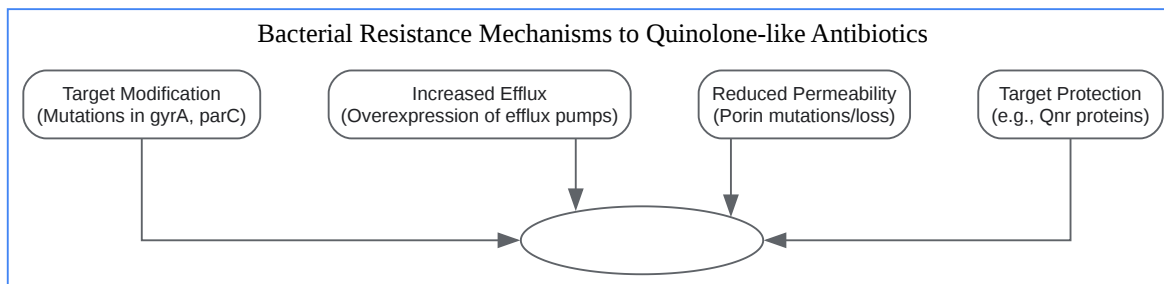 Bacterial Resistance Mechanisms to Quinolone-like Antibiotics
Target Modification
(Mutations in gyrA, parC)
Increased Efflux
(Overexpression of efflux pumps)
Reduced Permeability
(Porin mutations/loss)
Target Protection
(e.g., Qnr proteins)